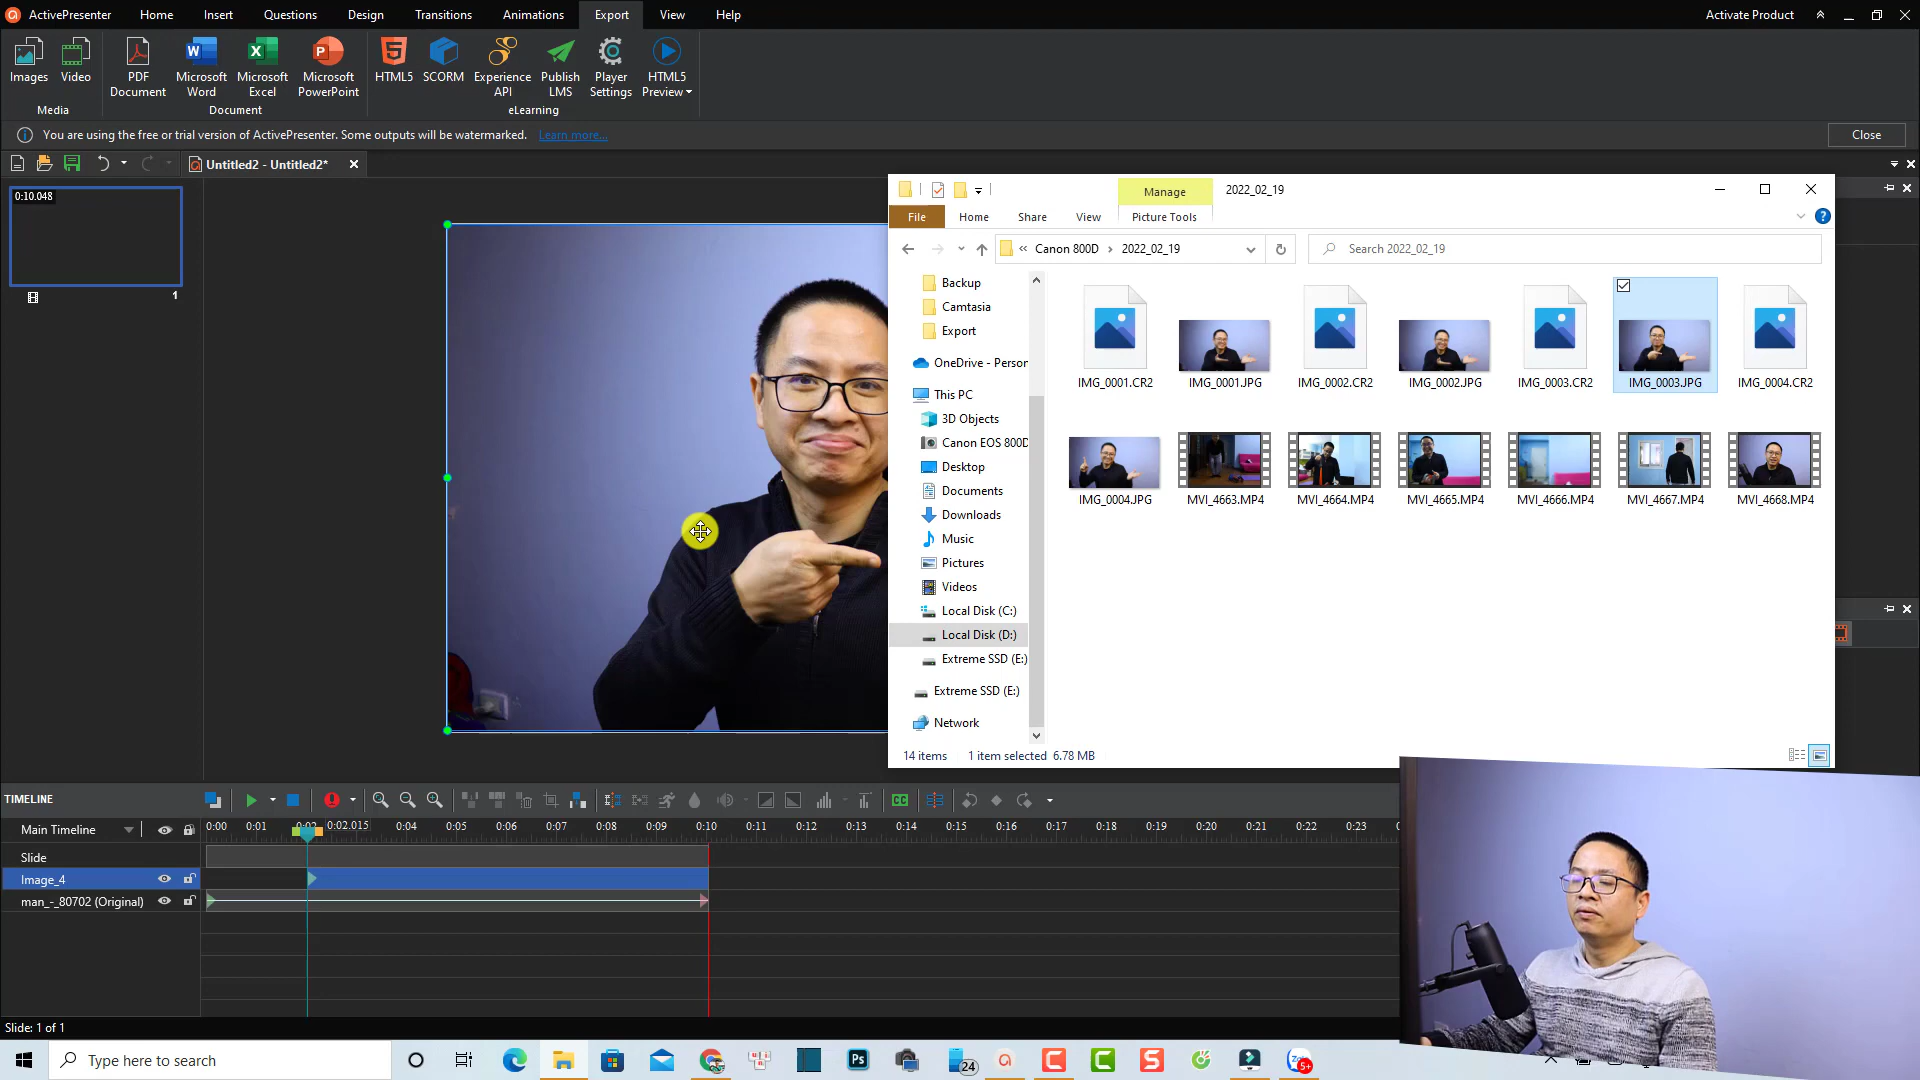 ActivePresenter Home Insert Questions Design Transitions Animations Export View Help Activate Product
Images Video PDF Document Microsoft Word Microsoft Excel Microsoft PowerPoint HTML5 SCORM Experience API Publish LMS Player Settings HTML5 Preview
Media Document eLearning
You are using the free or trial version of ActivePresenter. Some outputs will be watermarked. Learn more... Close
Untitled2 - Untitled2*
0:10.048
1
Manage 2022_02_19
File Home Share View Picture Tools
« Canon 800D › 2022_02_19 Search 2022_02_19
Backup
Camtasia
Export
OneDrive - Person
This PC
3D Objects
Canon EOS 800D
Desktop
Documents
Downloads
Music
Pictures
Videos
Local Disk (C:)
Local Disk (D:)
Extreme SSD (E:)
Extreme SSD (E:)
Network
IMG_0001.CR2 IMG_0001.JPG IMG_0002.CR2 IMG_0002.JPG IMG_0003.CR2 IMG_0003.JPG IMG_0004.CR2
IMG_0004.JPG MVI_4663.MP4 MVI_4664.MP4 MVI_4665.MP4 MVI_4666.MP4 MVI_4667.MP4 MVI_4668.MP4
14 items 1 item selected 6.78 MB
TIMELINE
CC
Main Timeline 0:00 0:01 0:02 0:02.015 0:04 0:05 0:06 0:07 0:08 0:09 0:10 0:11 0:12 0:13 0:14 0:15 0:16 0:17 0:18 0:19 0:20 0:21 0:22 0:23
Slide
Image_4
man_-_80702 (Original)
Slide: 1 of 1
Type here to search
Ps
24
Zalo
5+